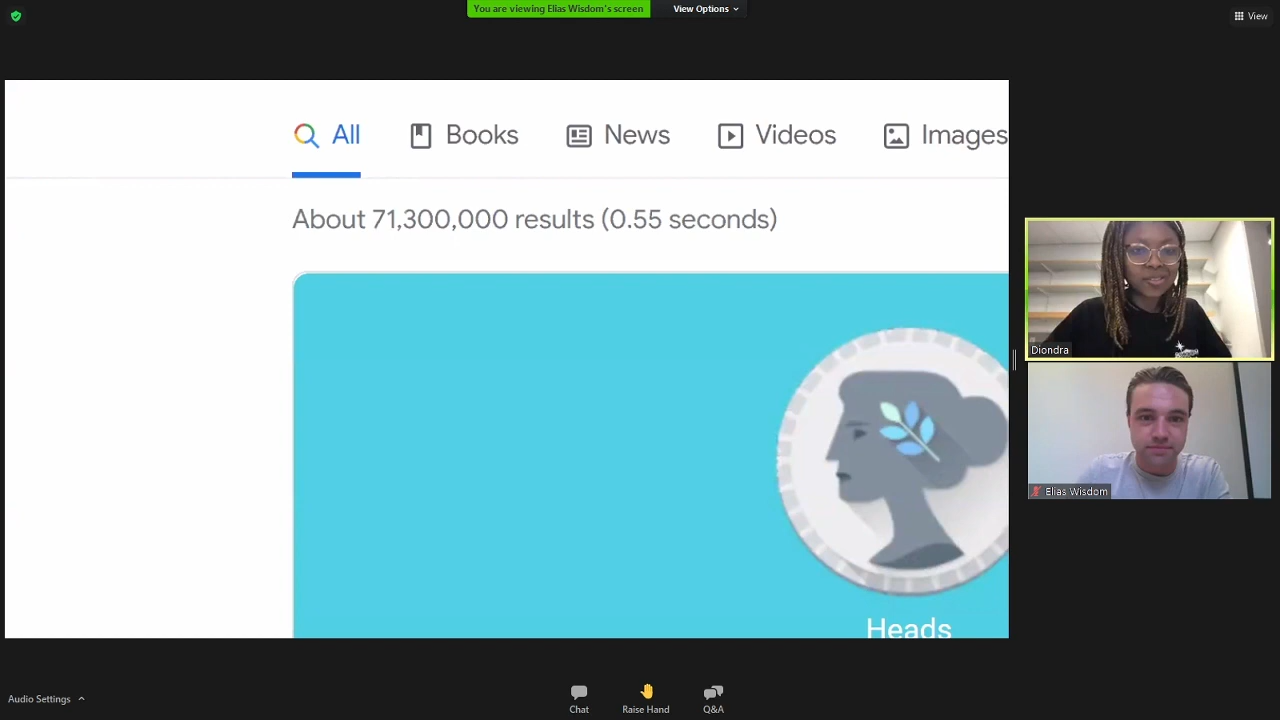 You are viewing Elias Wisdom's screen View Options
View
All Books News Videos Images
About 71,300,000 results (0.55 seconds)
Heads
Diondra
Elias Wisdom
Audio Settings
Chat Raise Hand Q&A